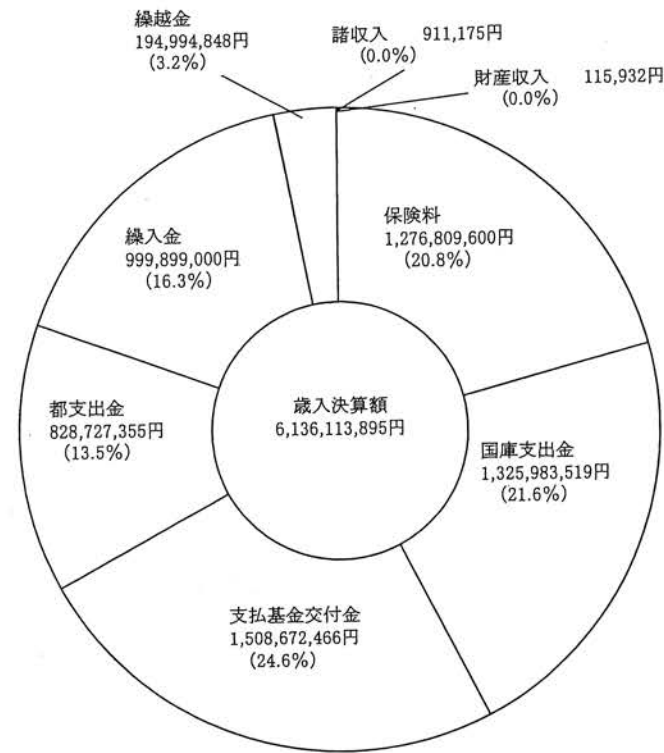 繰越金
194,994,848円
(3.2%)
諸収入 911,175円
(0.0%)
財産収入 115,932円
(0.0%)
保険料
1,276,809,600円
(20.8%)
繰入金
999,899,000円
(16.3%)
都支出金
828,727,355円
(13.5%)
歳入決算額
6,136,113,895円
国庫支出金
1,325,983,519円
(21.6%)
支払基金交付金
1,508,672,466円
(24.6%)